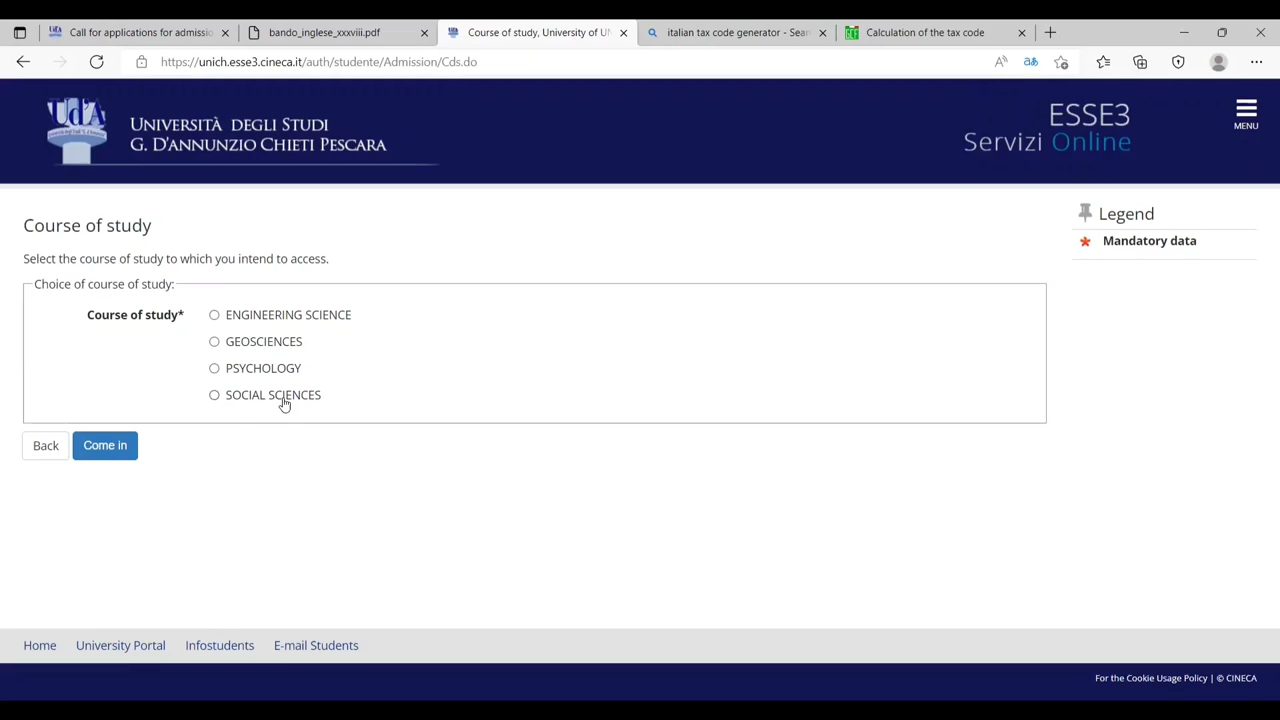 Call for applications for admissio
bando_inglese_xxxviii.pdf
Course of study, University of UN
italian tax code generator - Sear
Calculation of the tax code
https://unich.esse3.cineca.it/auth/studente/Admission/Cds.do
UdA
UNIVERSITÀ DEGLI STUDI
G. D'ANNUNZIO CHIETI PESCARA
ESSE3
Servizi Online
MENU
Course of study
Select the course of study to which you intend to access.
Choice of course of study:
Course of study*
ENGINEERING SCIENCE
GEOSCIENCES
PSYCHOLOGY
SOCIAL SCIENCES
Back
Come in
Legend
Mandatory data
Home
University Portal
Infostudents
E-mail Students
For the Cookie Usage Policy | © CINECA